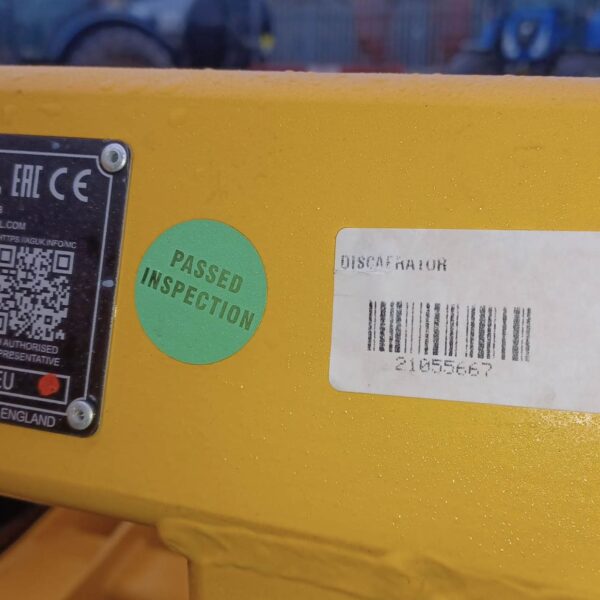 EAC CE
L.COM
HTTPS://AGUK.INFO/MC
AUTHORISED
REPRESENTATIVE
EU
ENGLAND
PASSED
INSPECTION
DISCAERATOR
21055667